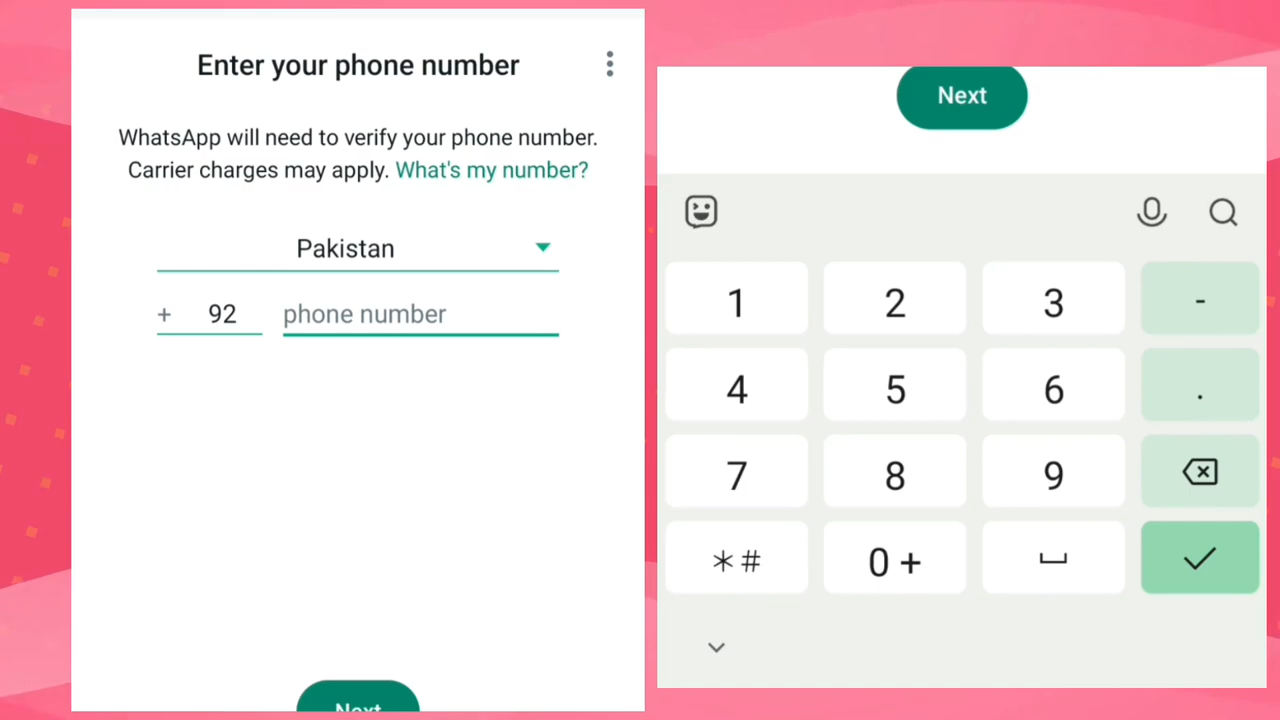 Enter your phone number
WhatsApp will need to verify your phone number.
Carrier charges may apply. What's my number?
Pakistan
+ 92 phone number
Next
Next
1 2 3 -
4 5 6 .
7 8 9
*# 0 +